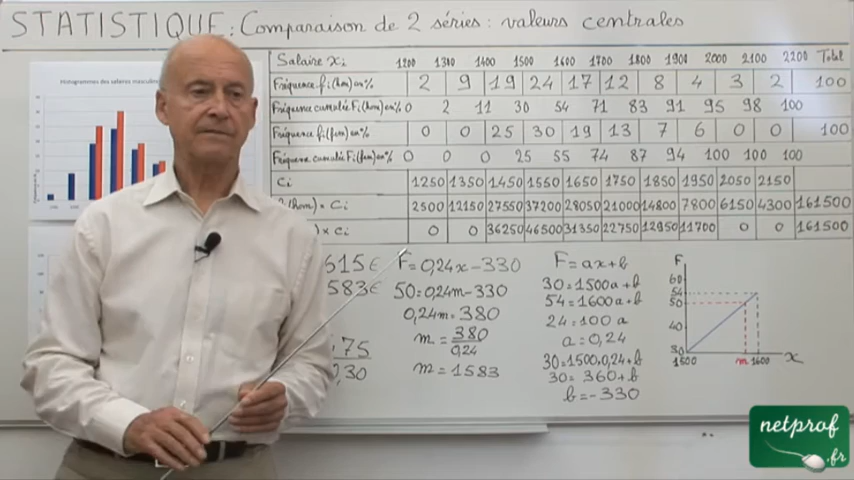 STATISTIQUE: Comparaison de 2 séries: valeurs centrales
Histogrammes des salaires masculins
Salaire xi 1200 1300 1400 1500 1600 1700 1800 1900 2000 2100 2200 Total
Fréquence fi(hom) en % 2 9 19 24 17 12 8 4 3 2 100
Fréquence cumulée Fi(hom) en % 0 2 11 30 54 71 83 91 95 98 100
Fréquence fi(fem) en % 0 0 25 30 19 13 7 6 0 0 100
Fréquence cumulée Fi(fem) en % 0 0 0 25 55 74 87 94 100 100 100
Ci 1250 1350 1450 1550 1650 1750 1850 1950 2050 2150
(hom) × Ci 2500 12150 27550 37200 28050 21000 14800 7800 6150 4300 161500
) × Ci 0 0 36250 46500 31350 22750 12950 11700 0 0 161500
615€
583€
,75
,30
F=0,24x-330
50=0,24m-330
0,24m=380
m=380/0,24
m=1583
F=ax+b
30=1500a+b
54=1600a+b
24=100a
a=0,24
30=1500.0,24+b
30=360+b
b=-330
F
60
54
50
40
30
1500 m 1600 x
netprof
.fr